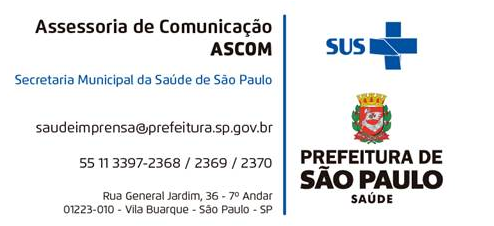 Assessoria de Comunicação
ASCOM
Secretaria Municipal da Saúde de São Paulo
saudeimprensa@prefeitura.sp.gov.br
55 11 3397-2368 / 2369 / 2370
Rua General Jardim, 36 - 7º Andar
01223-010 - Vila Buarque - São Paulo - SP
SUS
PREFEITURA DE
SÃO PAULO
SAÚDE